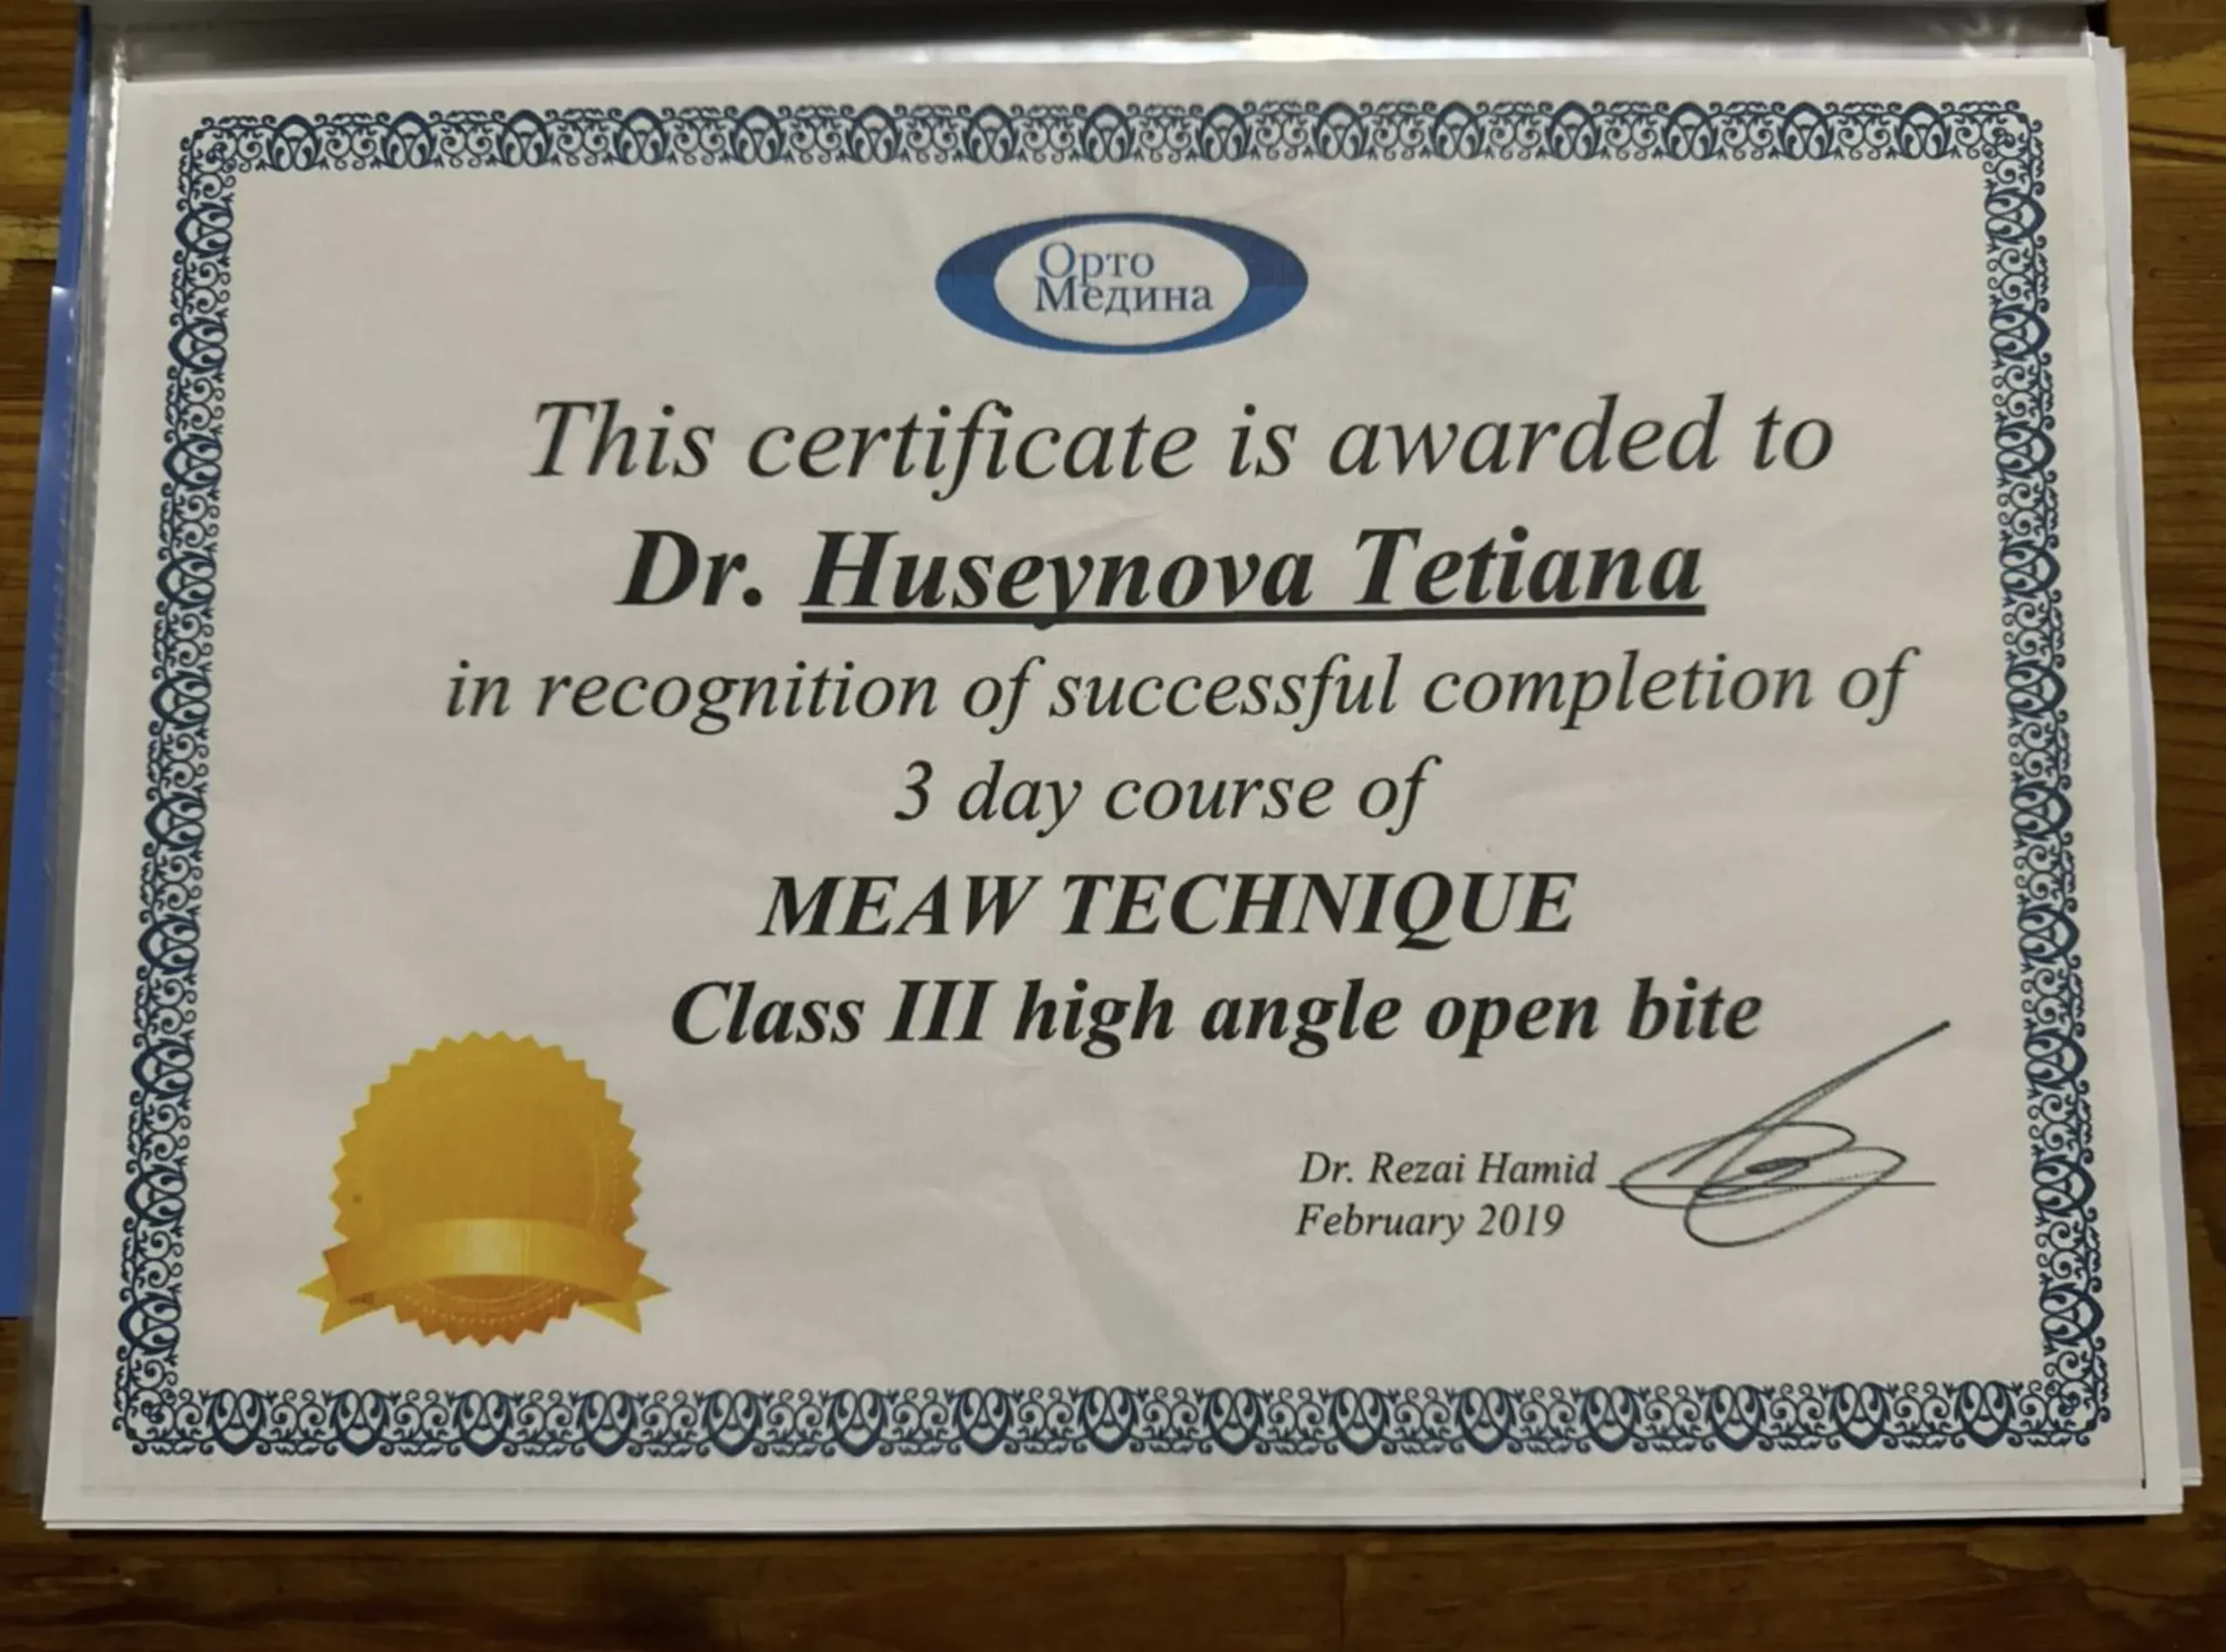 Орто
Медина
This certificate is awarded to
Dr. Huseynova Tetiana
in recognition of successful completion of
3 day course of
MEAW TECHNIQUE
Class III high angle open bite
Dr. Rezai Hamid
February 2019